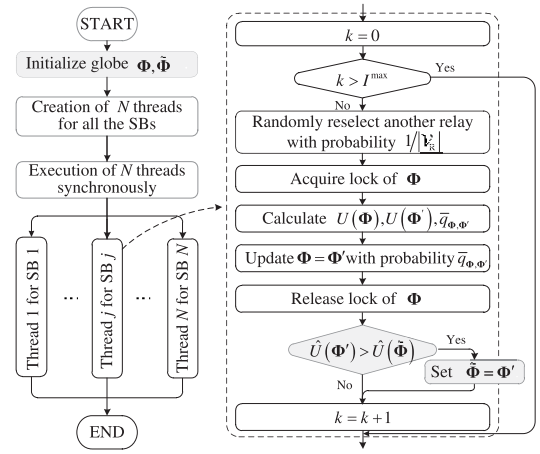 START
Initialize globe Φ, Φ̃
Creation of N threads
for all the SBs
Execution of N threads
synchronously
Thread 1 for SB 1
...
Thread j for SB j
...
Thread N for SB N
END
k = 0
k > I^max
Yes
No
Randomly reselect another relay
with probability 1/|𝒱_R|
Acquire lock of Φ
Calculate U(Φ), U(Φ'), q̅_Φ,Φ'
Update Φ = Φ' with probability q̅_Φ,Φ'
Release lock of Φ
Û(Φ') > Û(Φ̃)
Yes
Set Φ̃ = Φ'
No
k = k + 1